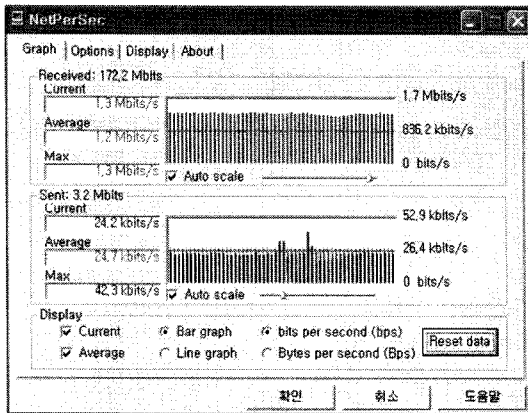 NetPerSec
Graph Options Display About
Received: 172,2 Mbits
Current
1,3 Mbits/s
Average
1,2 Mbits/s
Max
1,3 Mbits/s
1,7 Mbits/s
836,2 kbits/s
0 bits/s
Auto scale
Sent: 3,2 Mbits
Current
24,2 kbits/s
Average
24,7 kbits/s
Max
42,3 kbits/s
52,9 kbits/s
26,4 kbits/s
0 bits/s
Auto scale
Display
Current Bar graph bits per second (bps)
Average Line graph Bytes per second (Bps)
Reset data
확인 취소 도움말